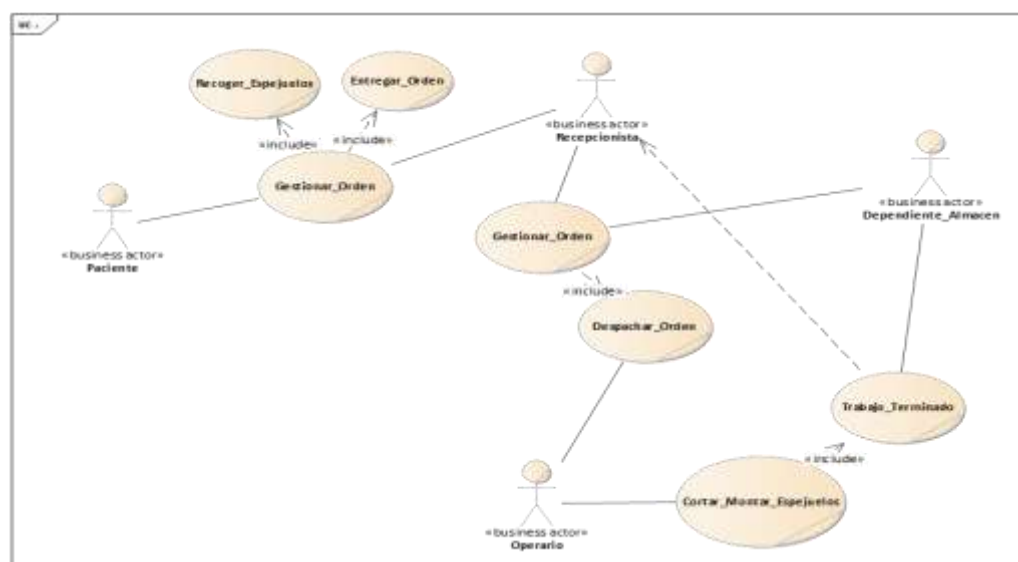 Recoger_Espejuelos
Entregar_Orden
«include»
«include»
Gestionar_Orden
«business actor»
Paciente
«business actor»
Recepcionista
«business actor»
Dependiente_Almacen
Gestionar_Orden
«include»
Despachar_Orden
Trabajo_Terminado
«include»
Cortar_Montar_Espejuelos
«business actor»
Operario